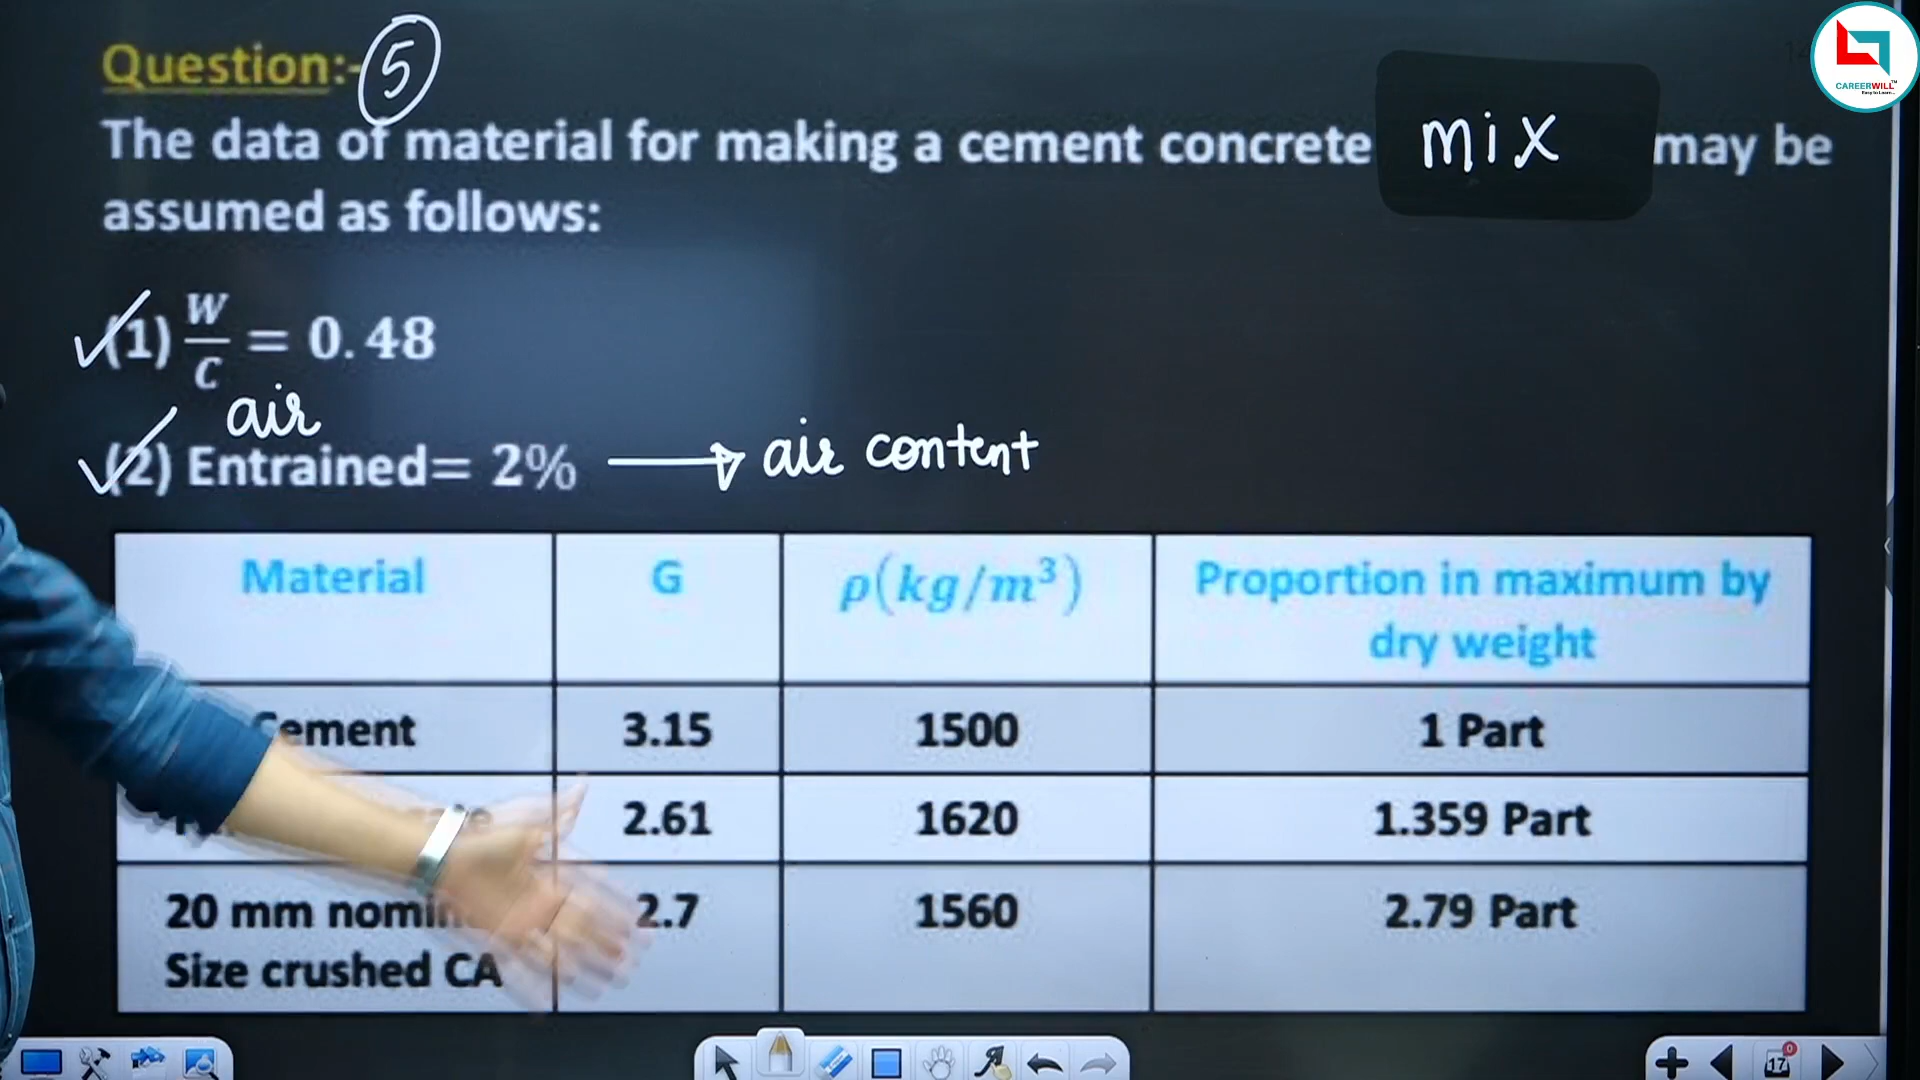 Question:- 5
The data of material for making a cement concrete mix may be
assumed as follows:
(1) W/C = 0.48
air
(2) Entrained= 2% → air content
Material G ρ(kg/m³) Proportion in maximum by
dry weight
Cement 3.15 1500 1 Part
2.61 1620 1.359 Part
20 mm 2.7 1560 2.79 Part
Size crushed CA
CAREERWILL
17